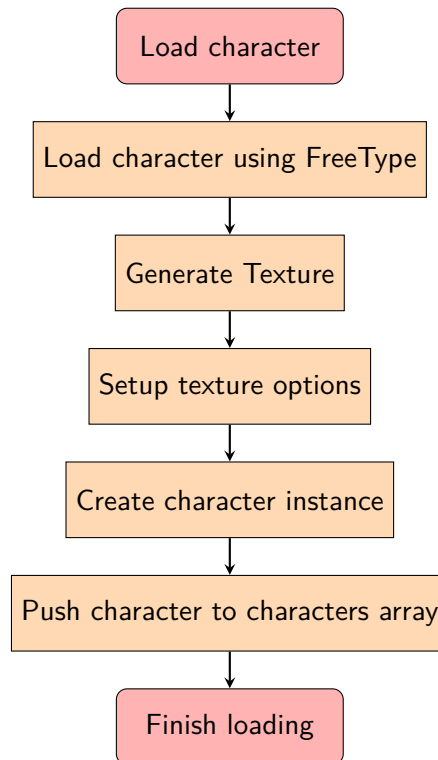 Load character
Load character using FreeType
Generate Texture
Setup texture options
Create character instance
Push character to characters array
Finish loading